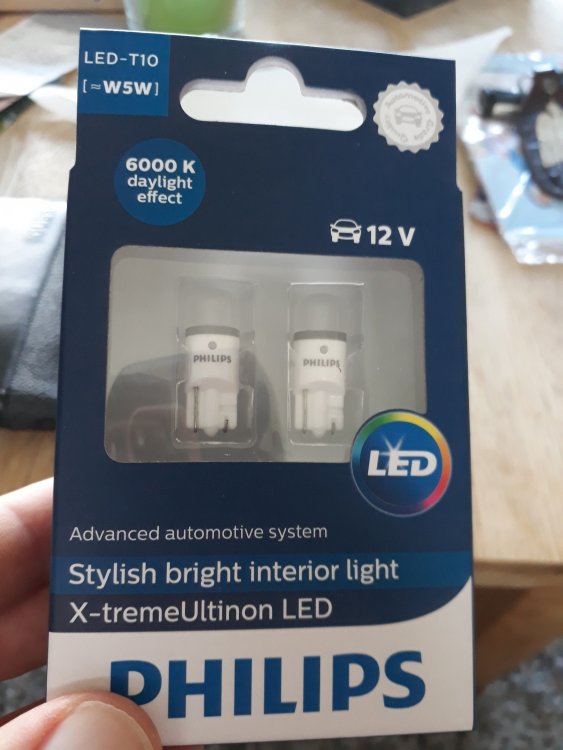 LED-T10
[≈W5W]
6000 K
daylight
effect
12 V
PHILIPS
PHILIPS
LED
Advanced automotive system
Stylish bright interior light
X-tremeUltinon LED
PHILIPS